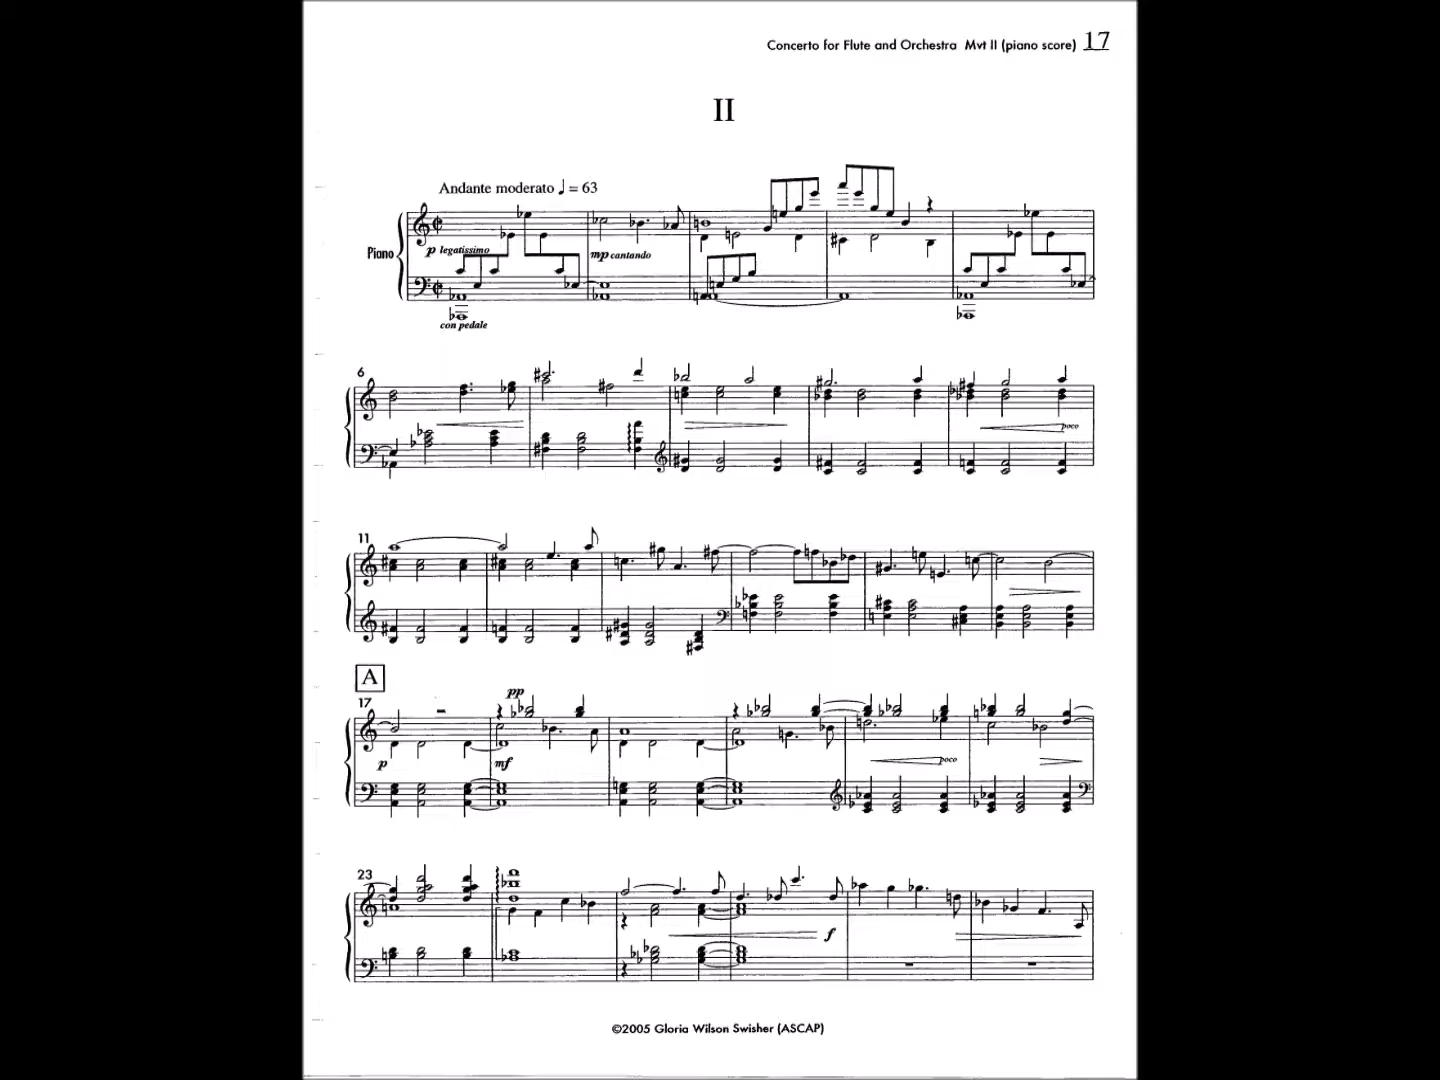 Concerto for Flute and Orchestra Mvt II (piano score) 17
II
Andante moderato ♩ = 63
Piano
p legatissimo
mp cantando
con pedale
6
poco
11
A
17
pp
p
mf
poco
23
f
©2005 Gloria Wilson Swisher (ASCAP)